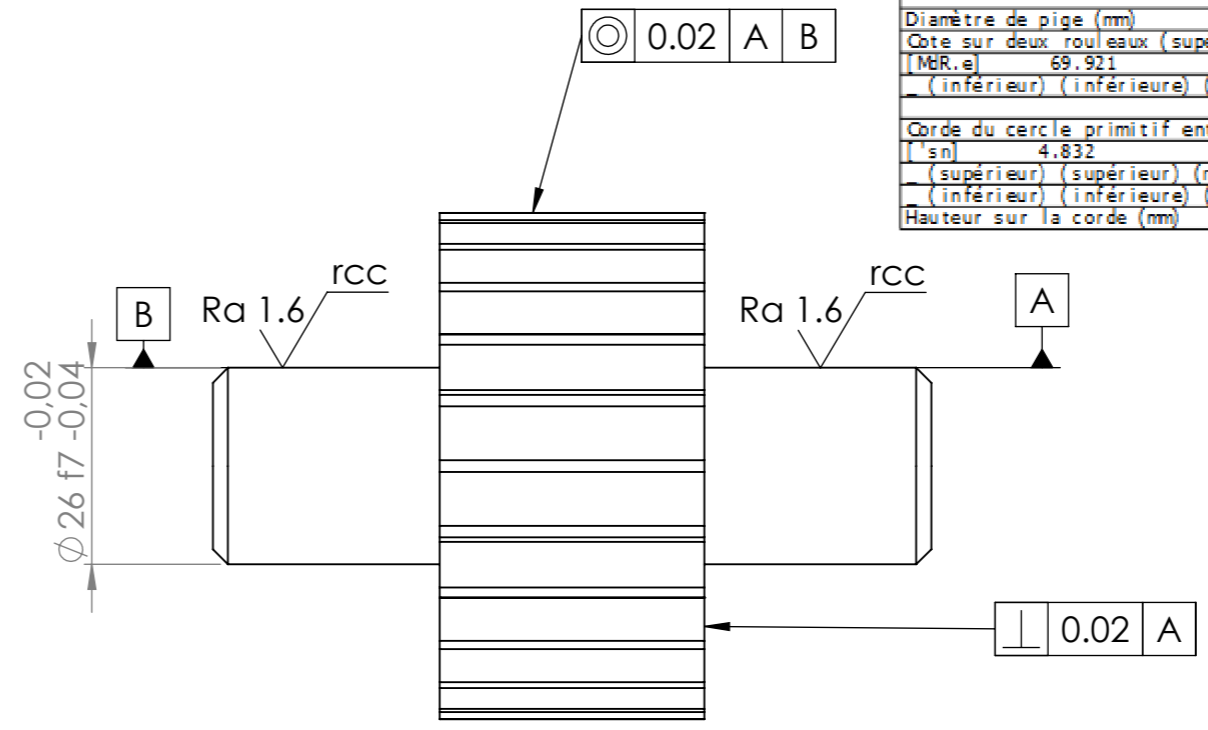 ◎ 0.02 A B
Diamètre de pige (mm)
Cote sur deux rouleaux (supé
[MdR.e] 69.921
_ (inférieur) (inférieure) (
Corde du cercle primitif ent
['sn] 4.832
_ (supérieur) (supérieur) (m
_ (inférieur) (inférieure) (
Hauteur sur la corde (mm)
B
Ra 1.6
rcc
Ra 1.6
rcc
A
∅ 26 f7 -0,02 -0,04
⊥ 0.02 A